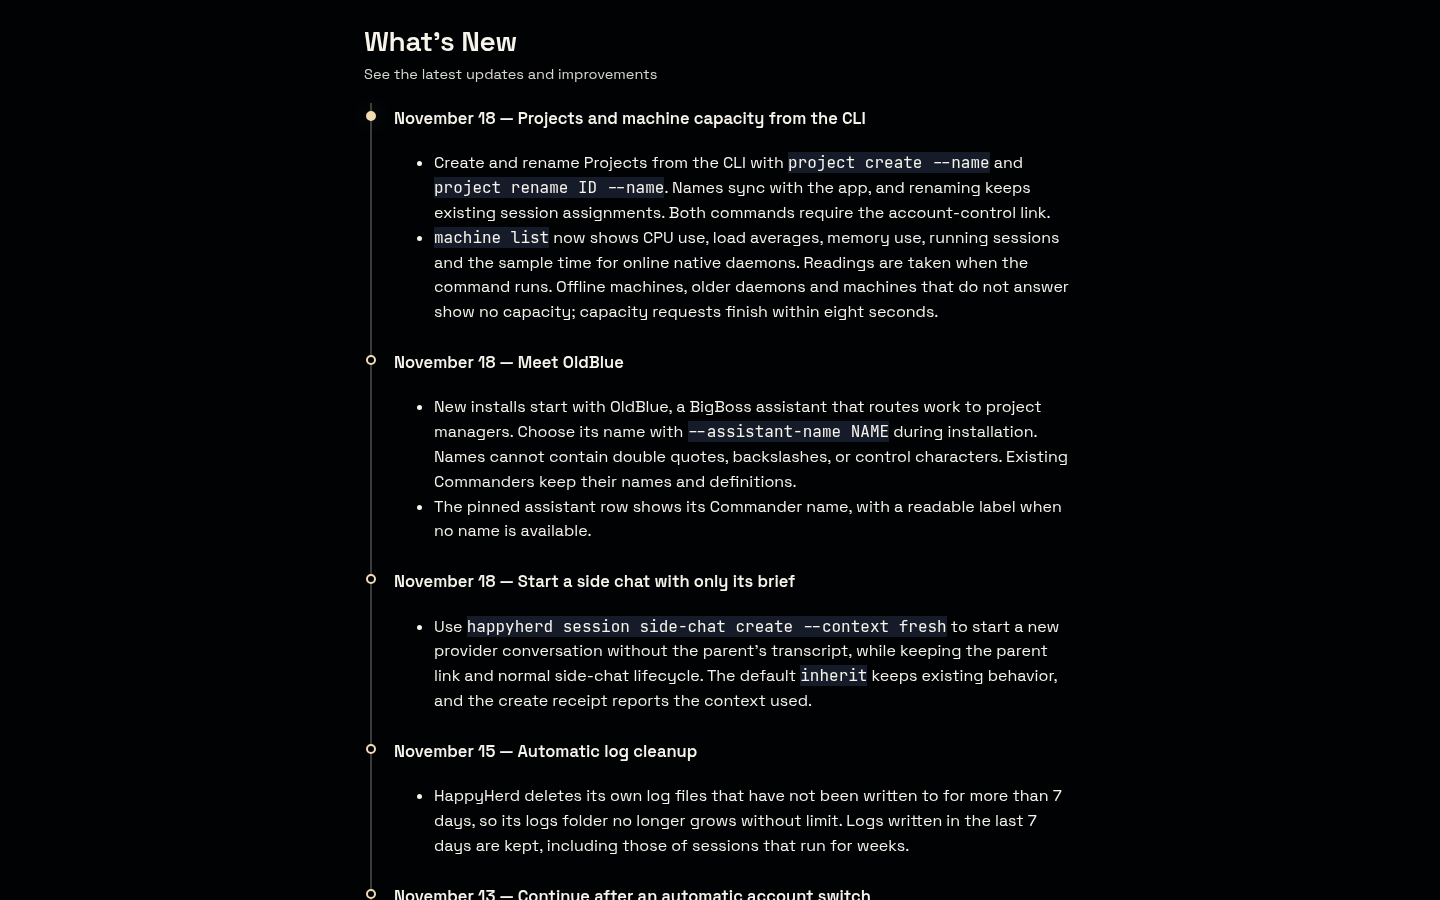 What's New
See the latest updates and improvements
November 18 — Projects and machine capacity from the CLI
• Create and rename Projects from the CLI with project create --name and
project rename ID --name. Names sync with the app, and renaming keeps
existing session assignments. Both commands require the account-control link.
• machine list now shows CPU use, load averages, memory use, running sessions
and the sample time for online native daemons. Readings are taken when the
command runs. Offline machines, older daemons and machines that do not answer
show no capacity; capacity requests finish within eight seconds.
November 18 — Meet OldBlue
• New installs start with OldBlue, a BigBoss assistant that routes work to project
managers. Choose its name with --assistant-name NAME during installation.
Names cannot contain double quotes, backslashes, or control characters. Existing
Commanders keep their names and definitions.
• The pinned assistant row shows its Commander name, with a readable label when
no name is available.
November 18 — Start a side chat with only its brief
• Use happyherd session side-chat create --context fresh to start a new
provider conversation without the parent's transcript, while keeping the parent
link and normal side-chat lifecycle. The default inherit keeps existing behavior,
and the create receipt reports the context used.
November 15 — Automatic log cleanup
• HappyHerd deletes its own log files that have not been written to for more than 7
days, so its logs folder no longer grows without limit. Logs written in the last 7
days are kept, including those of sessions that run for weeks.
November 13 — Continue after an automatic account switch